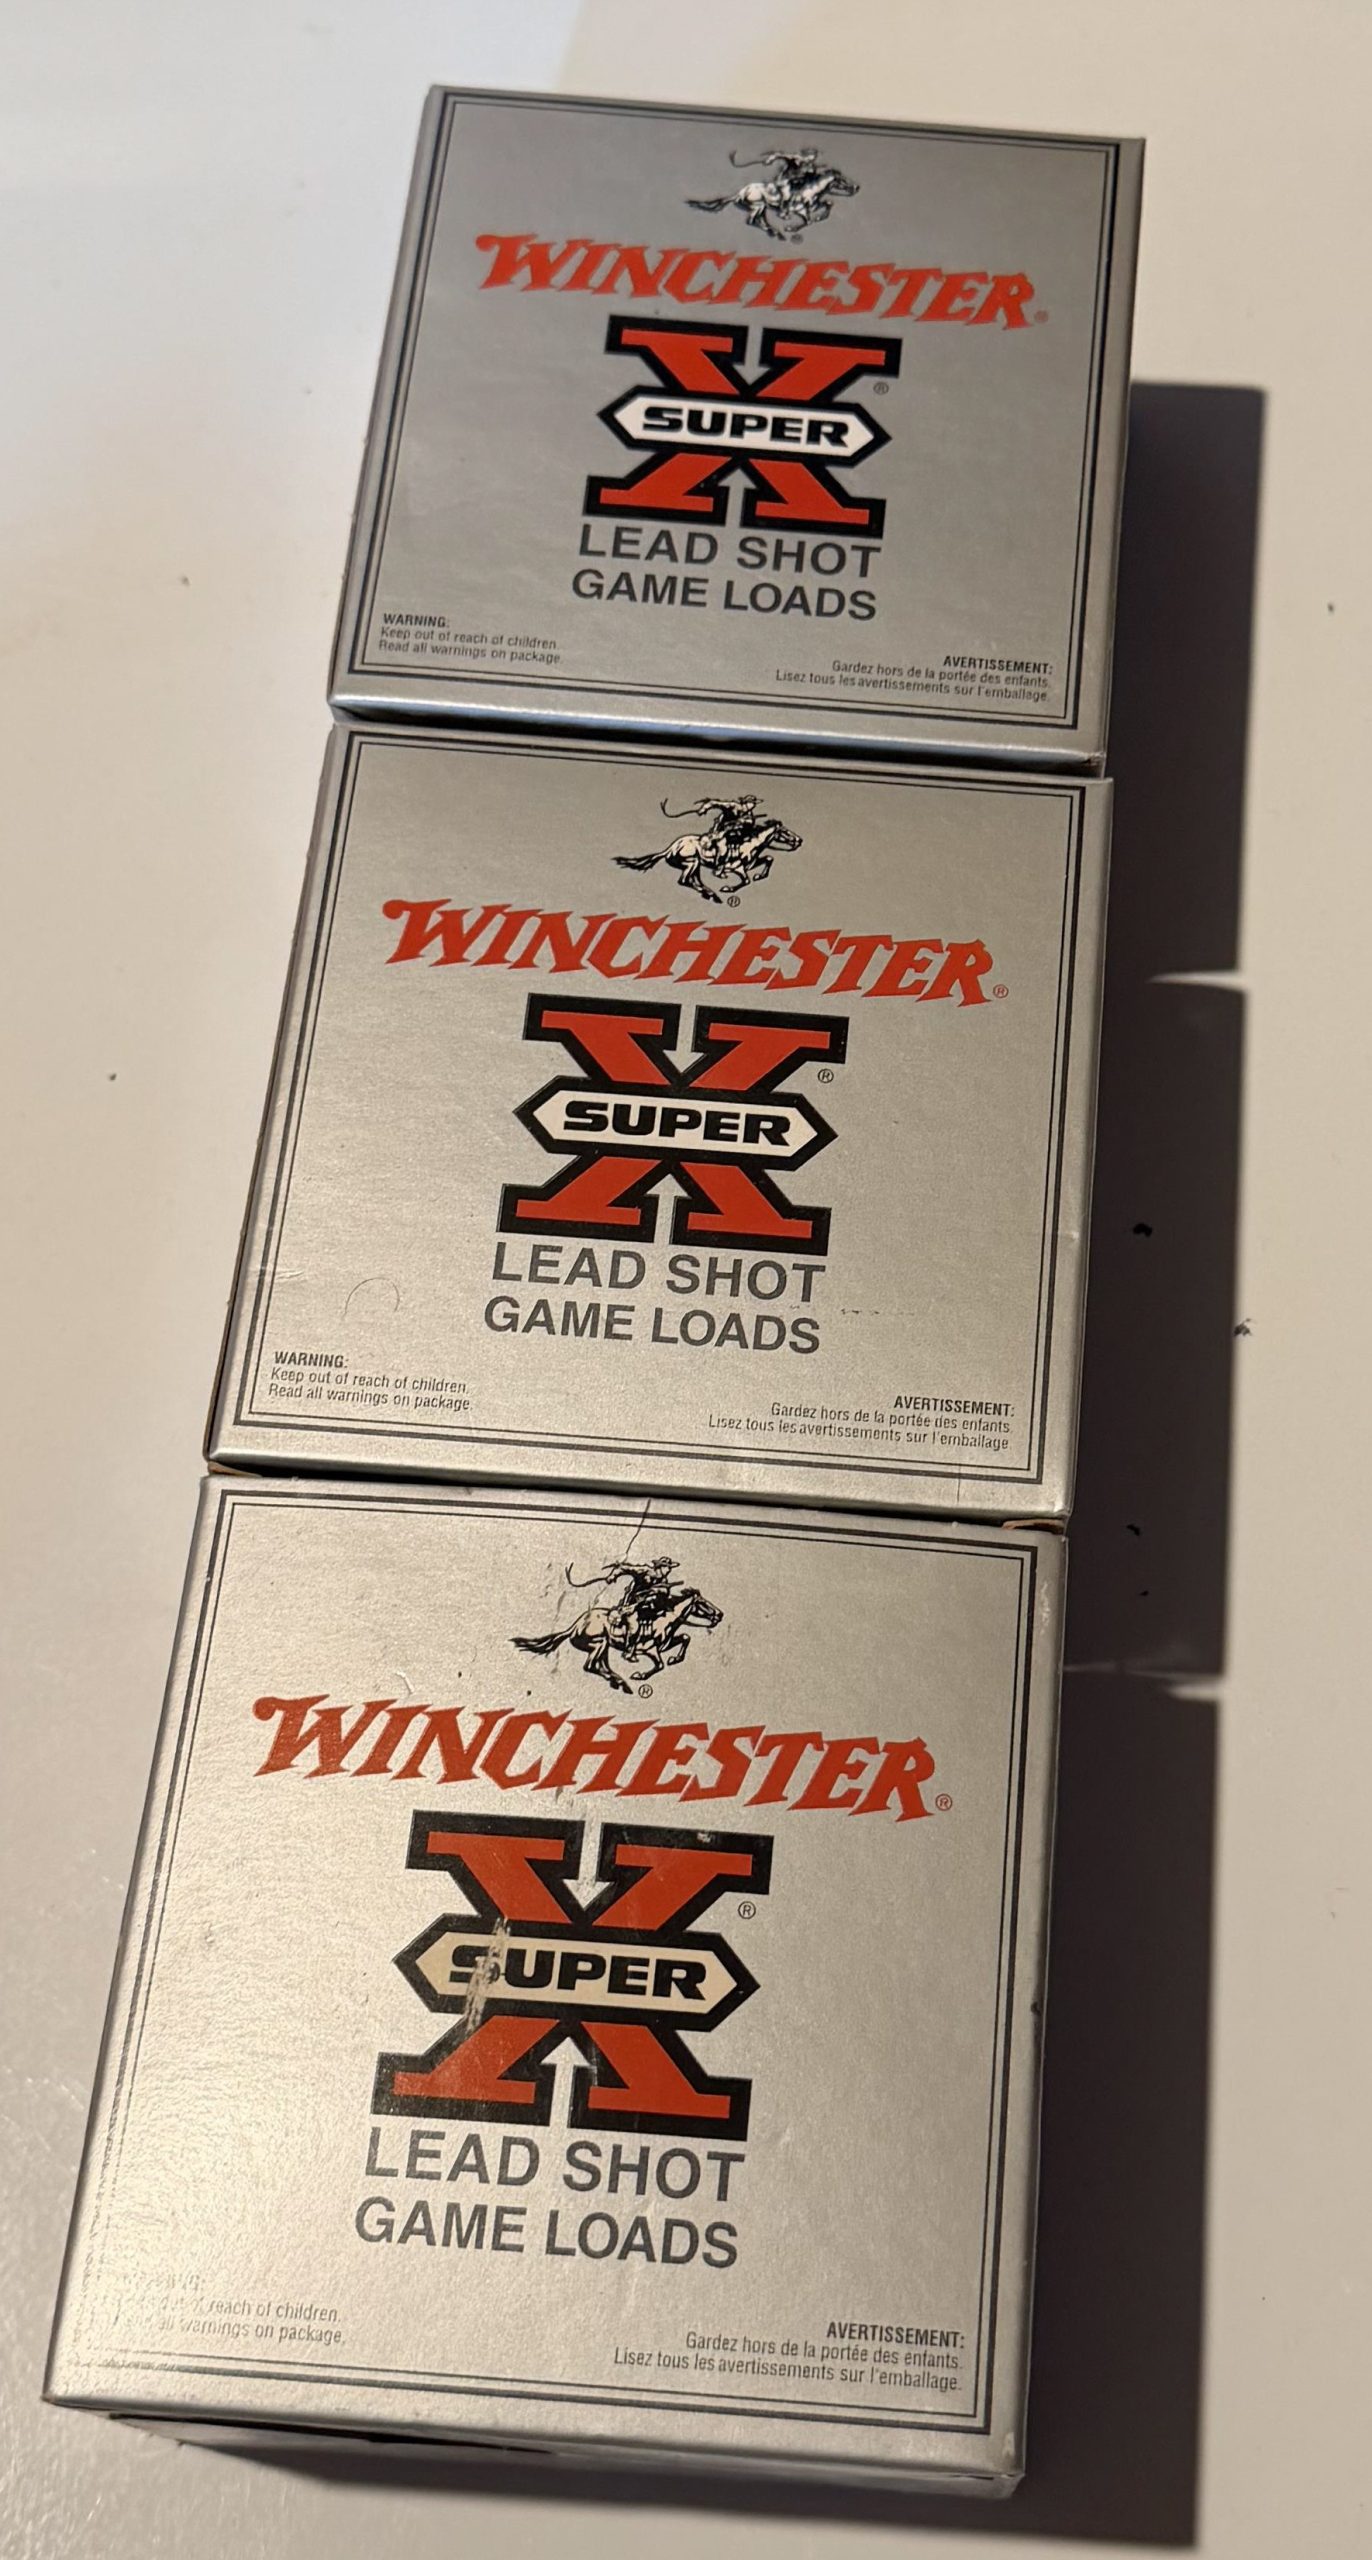 WINCHESTER®
X®
SUPER
LEAD SHOT
GAME LOADS
WARNING:
Keep out of reach of children.
Read all warnings on package.
AVERTISSEMENT:
Gardez hors de la portée des enfants.
Lisez tous les avertissements sur l'emballage.
WINCHESTER®
X®
SUPER
LEAD SHOT
GAME LOADS
WARNING:
Keep out of reach of children.
Read all warnings on package.
AVERTISSEMENT:
Gardez hors de la portée des enfants.
Lisez tous les avertissements sur l'emballage.
WINCHESTER®
X®
SUPER
LEAD SHOT
GAME LOADS
reach of children.
warnings on package.
AVERTISSEMENT:
Gardez hors de la portée des enfants.
Lisez tous les avertissements sur l'emballage.